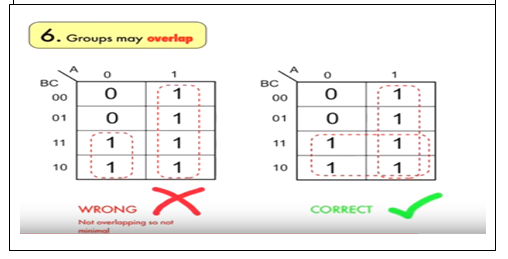 6. Groups may overlap
A
0 1
BC
00 0 1
01 0 1
11 1 1
10 1 1
WRONG
Not overlapping so not
minimal
A
0 1
BC
00 0 1
01 0 1
11 1 1
10 1 1
CORRECT